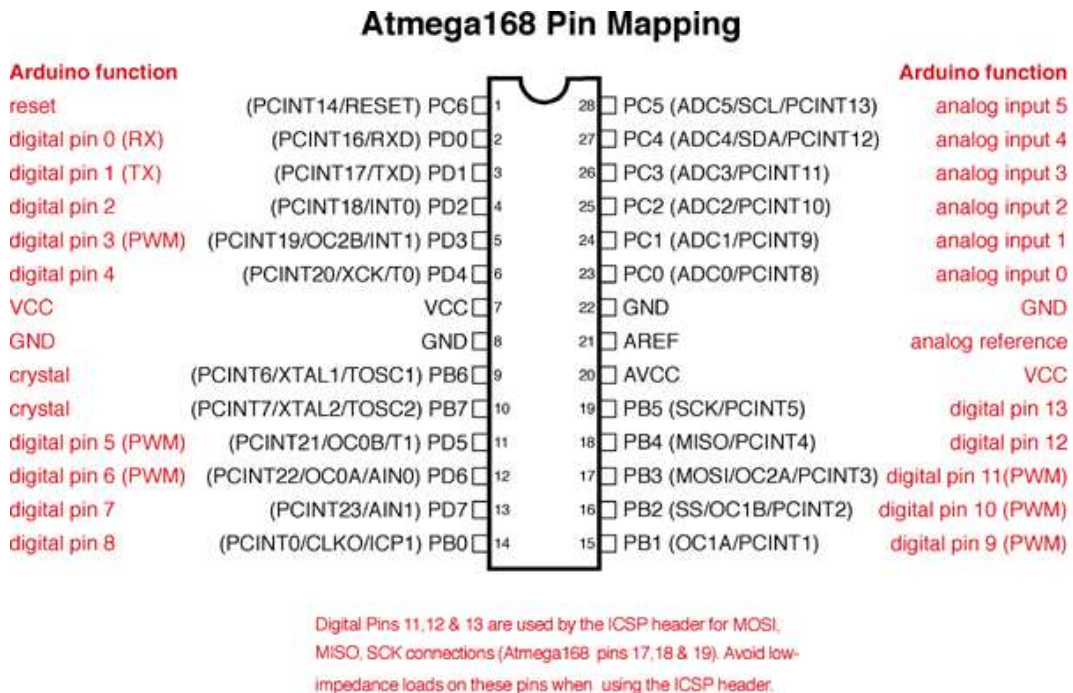 Atmega168 Pin Mapping
Arduino function Arduino function
reset (PCINT14/RESET) PC6 1 28 PC5 (ADC5/SCL/PCINT13) analog input 5
digital pin 0 (RX) (PCINT16/RXD) PD0 2 27 PC4 (ADC4/SDA/PCINT12) analog input 4
digital pin 1 (TX) (PCINT17/TXD) PD1 3 26 PC3 (ADC3/PCINT11) analog input 3
digital pin 2 (PCINT18/INT0) PD2 4 25 PC2 (ADC2/PCINT10) analog input 2
digital pin 3 (PWM) (PCINT19/OC2B/INT1) PD3 5 24 PC1 (ADC1/PCINT9) analog input 1
digital pin 4 (PCINT20/XCK/T0) PD4 6 23 PC0 (ADC0/PCINT8) analog input 0
VCC VCC 7 22 GND GND
GND GND 8 21 AREF analog reference
crystal (PCINT6/XTAL1/TOSC1) PB6 9 20 AVCC VCC
crystal (PCINT7/XTAL2/TOSC2) PB7 10 19 PB5 (SCK/PCINT5) digital pin 13
digital pin 5 (PWM) (PCINT21/OC0B/T1) PD5 11 18 PB4 (MISO/PCINT4) digital pin 12
digital pin 6 (PWM) (PCINT22/OC0A/AIN0) PD6 12 17 PB3 (MOSI/OC2A/PCINT3) digital pin 11(PWM)
digital pin 7 (PCINT23/AIN1) PD7 13 16 PB2 (SS/OC1B/PCINT2) digital pin 10 (PWM)
digital pin 8 (PCINT0/CLKO/ICP1) PB0 14 15 PB1 (OC1A/PCINT1) digital pin 9 (PWM)
Digital Pins 11,12 & 13 are used by the ICSP header for MOSI,
MISO, SCK connections (Atmega168 pins 17,18 & 19). Avoid low-
impedance loads on these pins when using the ICSP header.